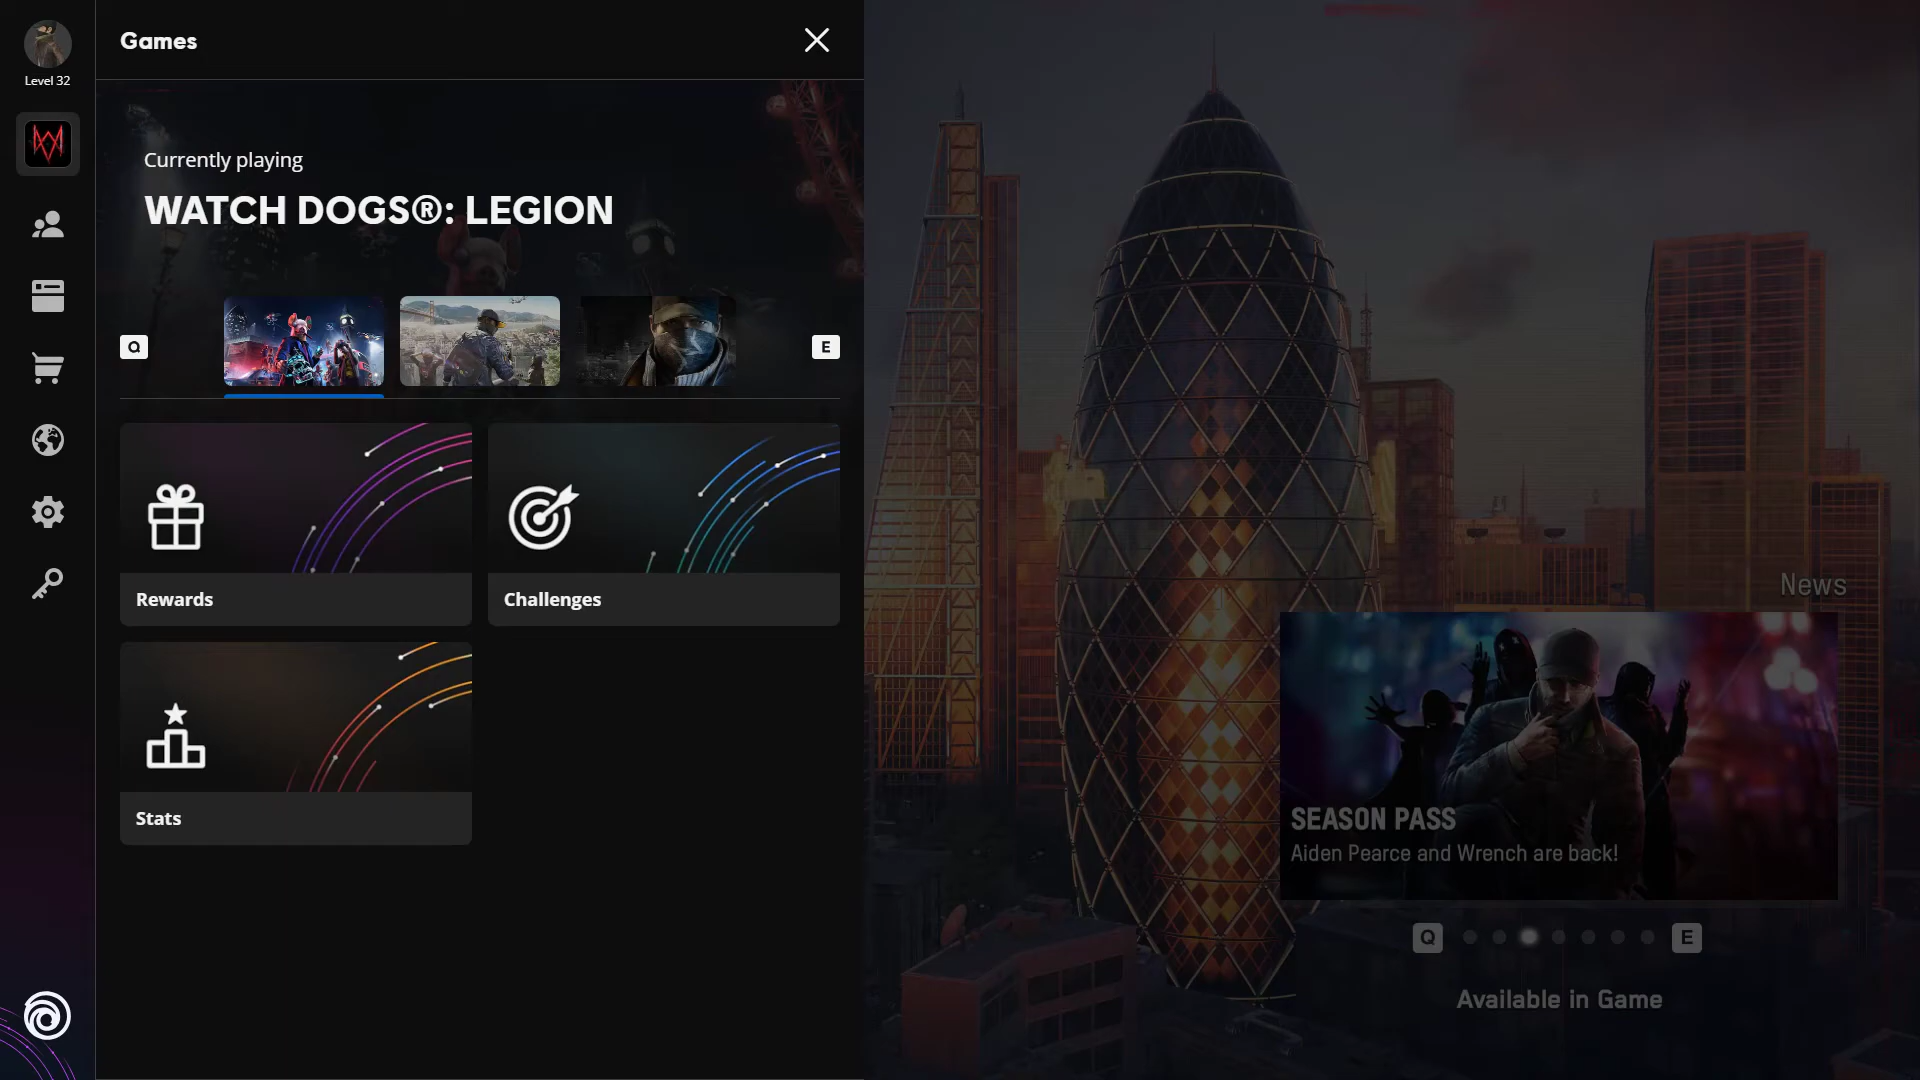 Level 32
Games
Currently playing
WATCH DOGS®: LEGION
Q
E
Rewards
Challenges
Stats
News
SEASON PASS
Aiden Pearce and Wrench are back!
Q
E
Available in Game